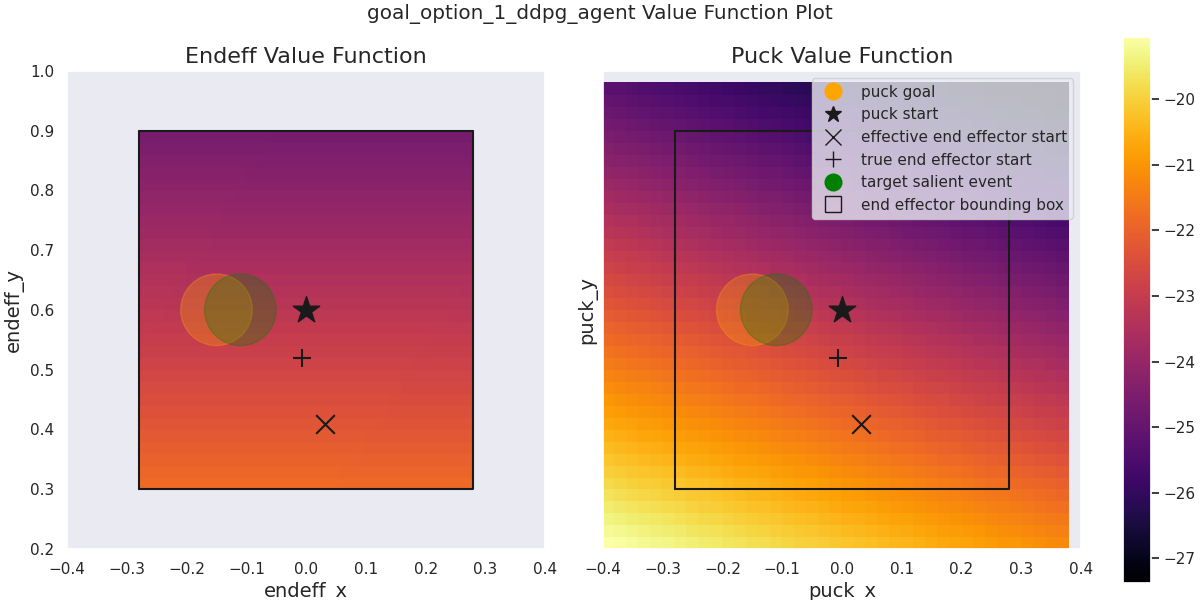 goal_option_1_ddpg_agent Value Function Plot
Endeff Value Function
endeff_y
1.0
0.9
0.8
0.7
0.6
0.5
0.4
0.3
0.2
−0.4 −0.3 −0.2 −0.1 0.0 0.1 0.2 0.3 0.4
endeff_x
Puck Value Function
puck_y
puck goal
puck start
effective end effector start
true end effector start
target salient event
end effector bounding box
−0.4 −0.3 −0.2 −0.1 0.0 0.1 0.2 0.3 0.4
puck_x
−20
−21
−22
−23
−24
−25
−26
−27